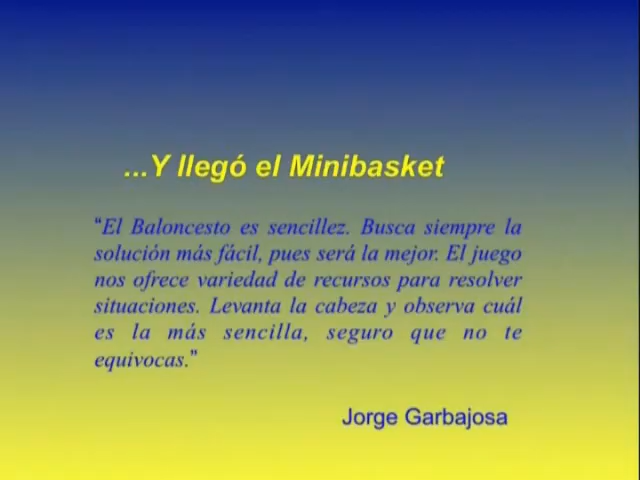 ...Y llegó el Minibasket
"El Baloncesto es sencillez. Busca siempre la
solución más fácil, pues será la mejor. El juego
nos ofrece variedad de recursos para resolver
situaciones. Levanta la cabeza y observa cuál
es la más sencilla, seguro que no te
equivocas."
Jorge Garbajosa